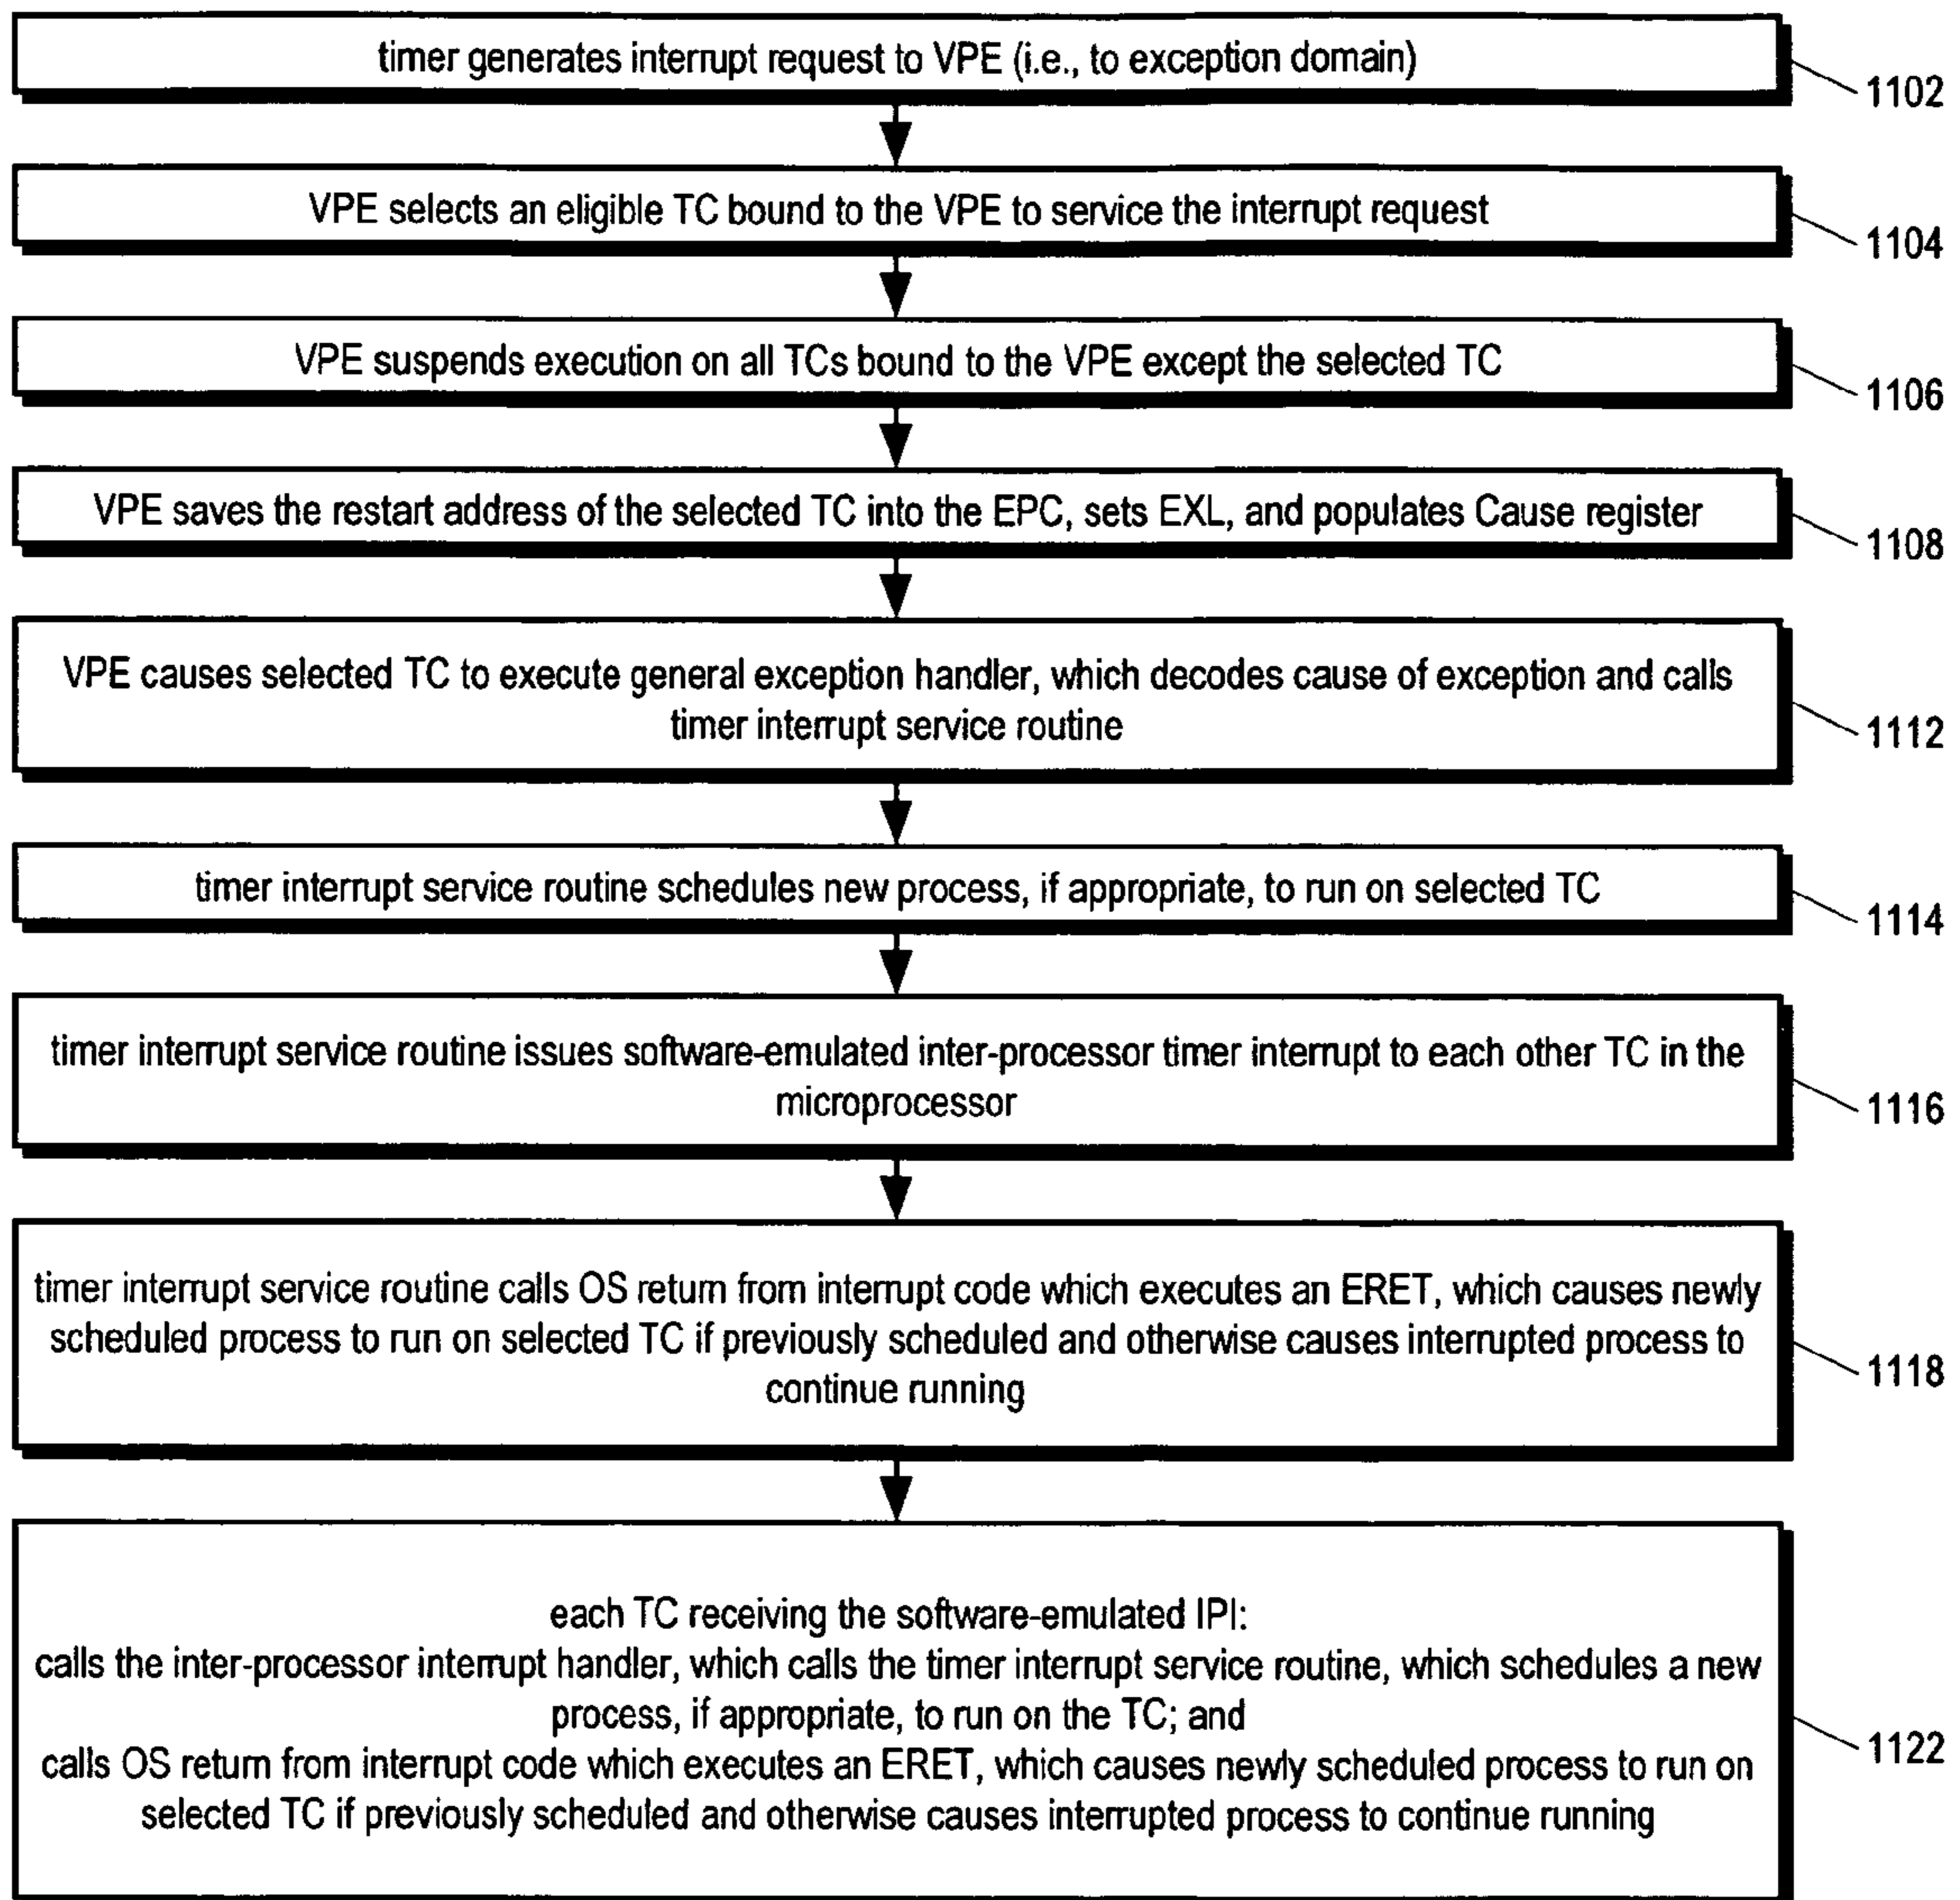 timer generates interrupt request to VPE (i.e., to exception domain)
1102
VPE selects an eligible TC bound to the VPE to service the interrupt request
1104
VPE suspends execution on all TCs bound to the VPE except the selected TC
1106
VPE saves the restart address of the selected TC into the EPC, sets EXL, and populates Cause register
1108
VPE causes selected TC to execute general exception handler, which decodes cause of exception and calls
timer interrupt service routine
1112
timer interrupt service routine schedules new process, if appropriate, to run on selected TC
1114
timer interrupt service routine issues software-emulated inter-processor timer interrupt to each other TC in the
microprocessor
1116
timer interrupt service routine calls OS return from interrupt code which executes an ERET, which causes newly
scheduled process to run on selected TC if previously scheduled and otherwise causes interrupted process to
continue running
1118
each TC receiving the software-emulated IPI:
calls the inter-processor interrupt handler, which calls the timer interrupt service routine, which schedules a new
process, if appropriate, to run on the TC; and
calls OS return from interrupt code which executes an ERET, which causes newly scheduled process to run on
selected TC if previously scheduled and otherwise causes interrupted process to continue running
1122